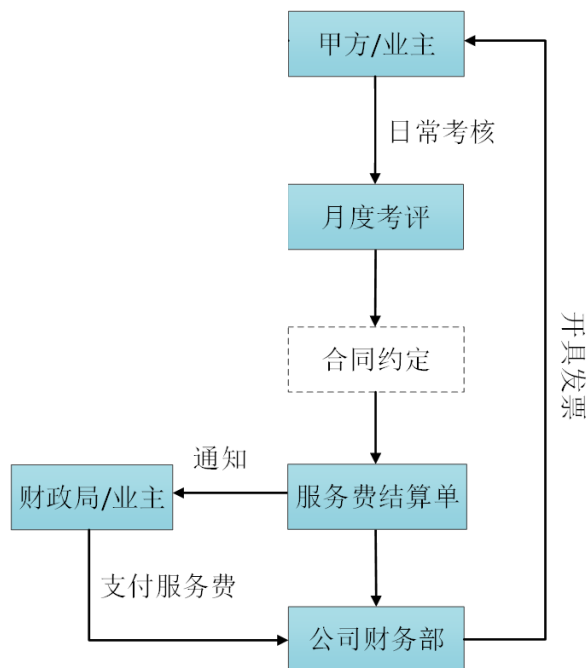 甲方/业主
日常考核
月度考评
合同约定
开具发票
通知
财政局/业主
服务费结算单
支付服务费
公司财务部